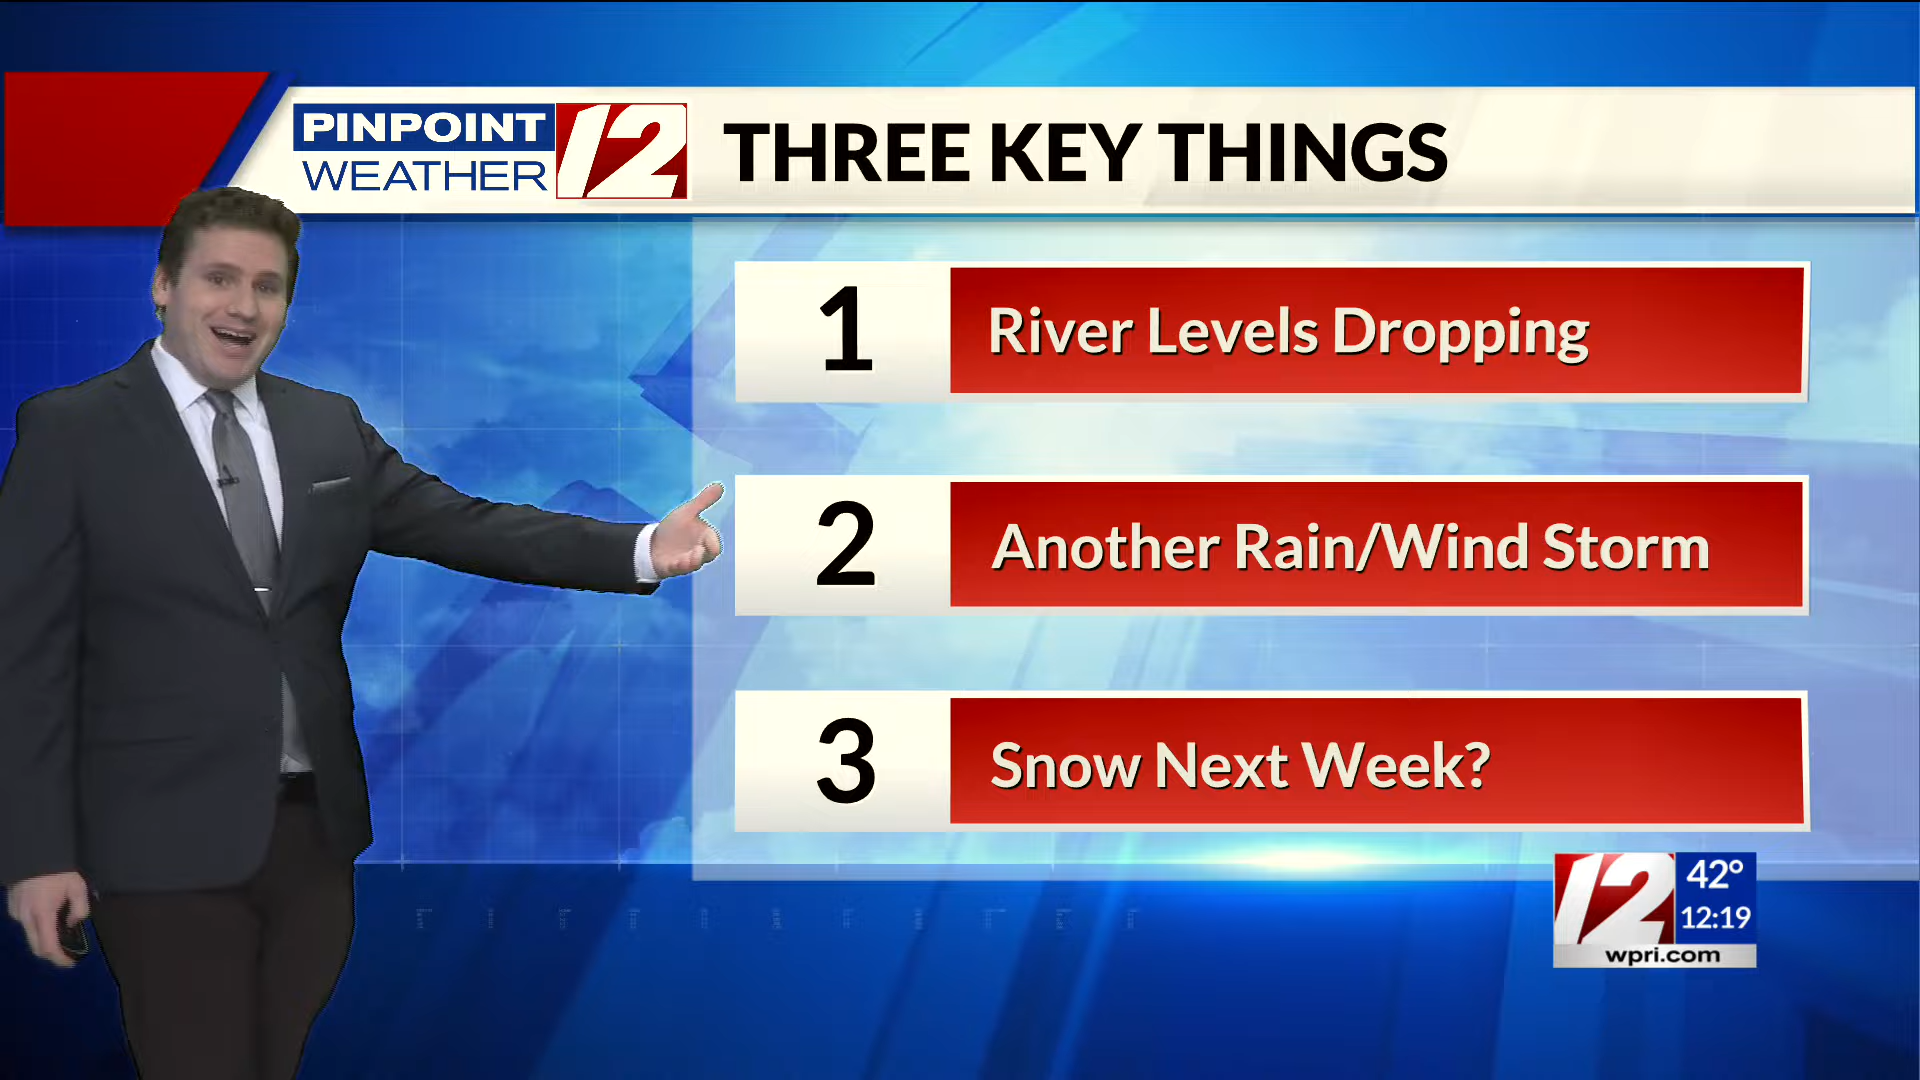 PINPOINT
WEATHER
12
THREE KEY THINGS
1
River Levels Dropping
2
Another Rain/Wind Storm
3
Snow Next Week?
12
42°
12:19
wpri.com